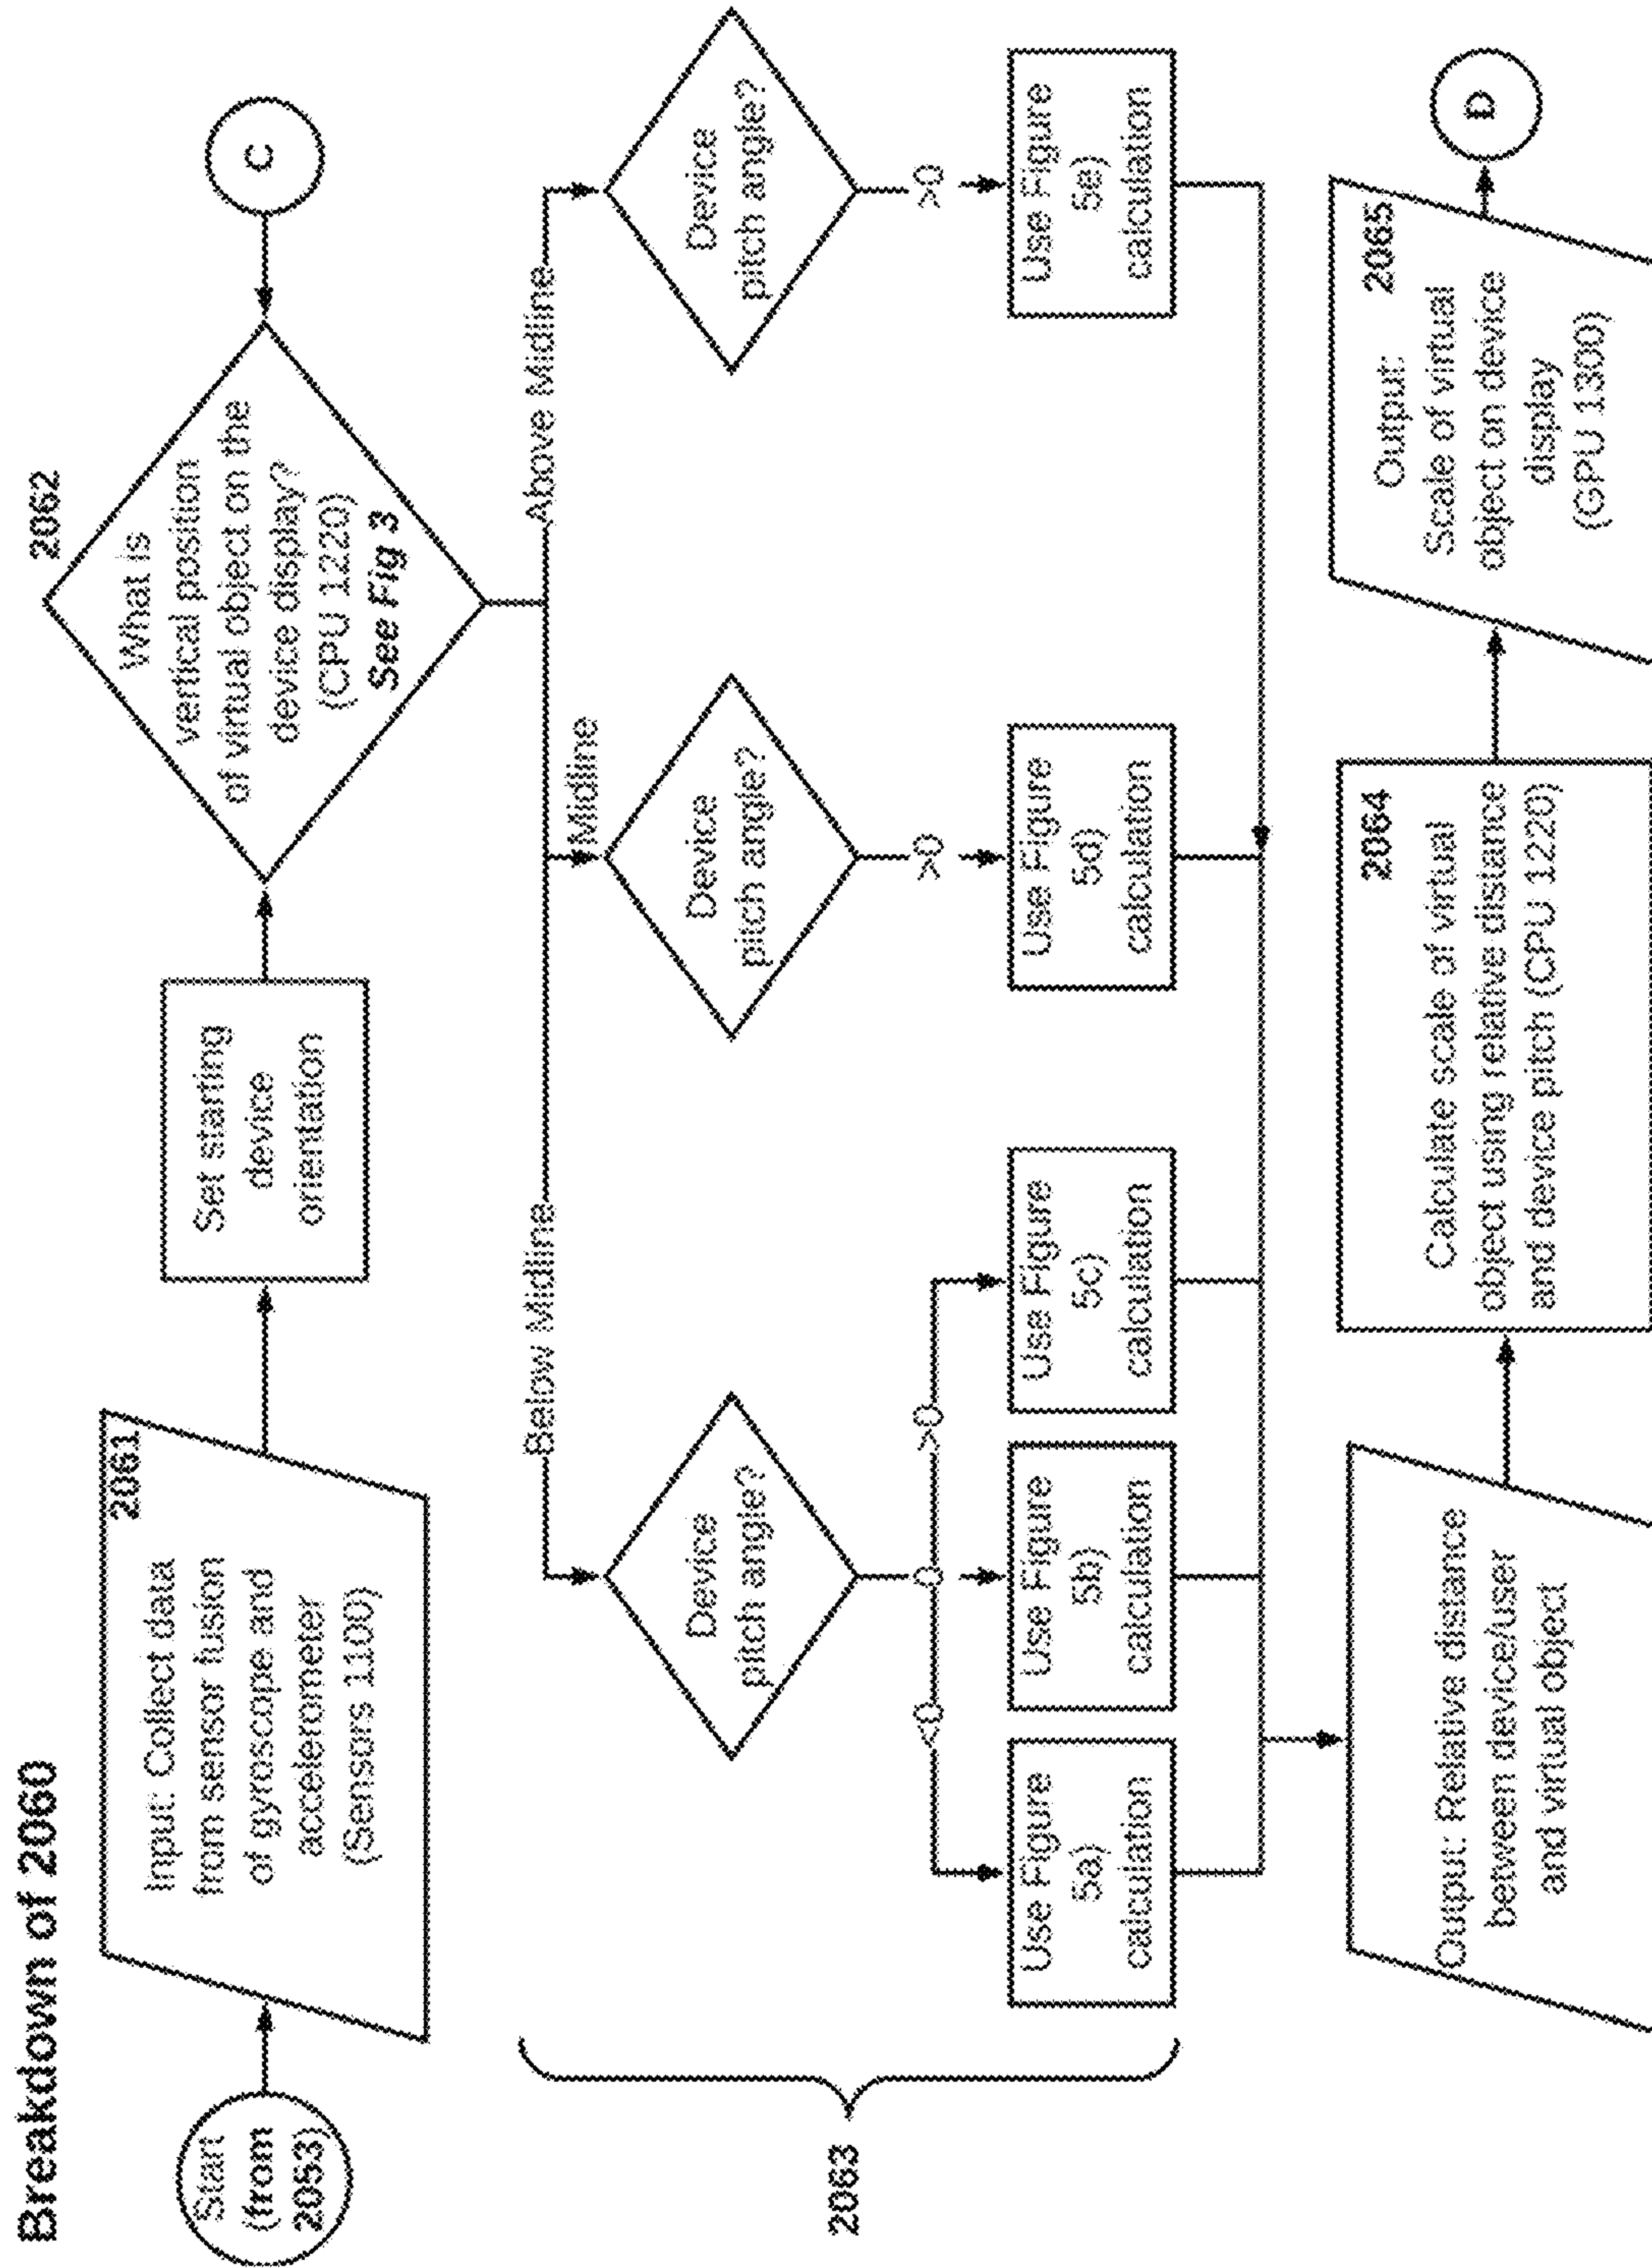 Breakdown of 2060
Start
(from
2053)
2061
Input: Collect data
from sensor fusion
of gyroscope and
accelerometer
(Sensors 1100)
Set starting
device
orientation
2062
What is
vertical position
of virtual object on the
device display?
(CPU 1220)
See Fig 3
C
Below Midline
Midline
Above Midline
2063
Device
pitch angle?
Device
pitch angle?
Device
pitch angle?
<0
0
>0
>0
>0
Use Figure
5a)
calculation
Use Figure
5b)
calculation
Use Figure
5c)
calculation
Use Figure
5d)
calculation
Use Figure
5e)
calculation
Output: Relative distance
between device/user
and virtual object
2064
Calculate scale of virtual
object using relative distance
and device pitch (CPU 1220)
2065
Output:
Scale of virtual
object on device
display
(GPU 1300)
D